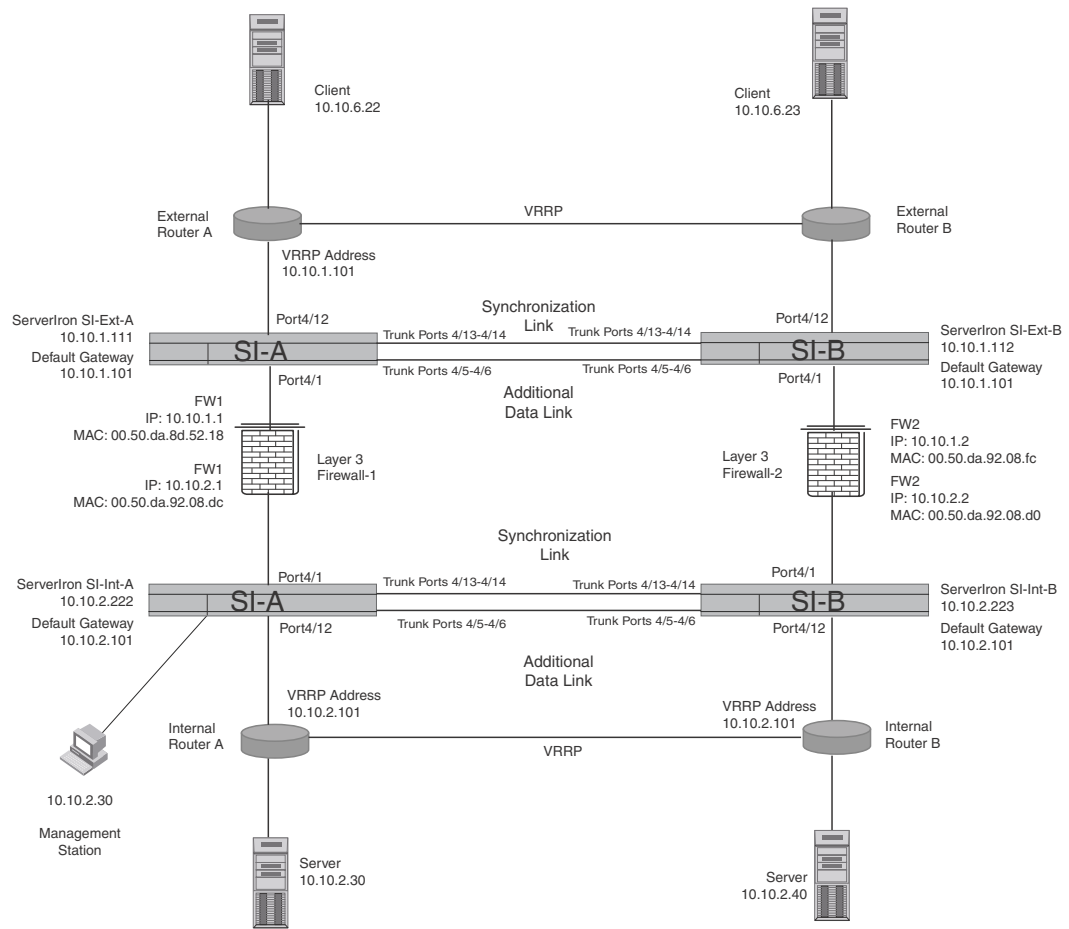 Client
10.10.6.22
Client
10.10.6.23
External
Router A
VRRP
External
Router B
VRRP Address
10.10.1.101
ServerIron SI-Ext-A
10.10.1.111
Default Gateway
10.10.1.101
Port4/12
SI-A
Port4/1
Synchronization
Link
Trunk Ports 4/13-4/14
Trunk Ports 4/13-4/14
Trunk Ports 4/5-4/6
Trunk Ports 4/5-4/6
Additional
Data Link
Port4/12
SI-B
Port4/1
ServerIron SI-Ext-B
10.10.1.112
Default Gateway
10.10.1.101
FW1
IP: 10.10.1.1
MAC: 00.50.da.8d.52.18
FW1
IP: 10.10.2.1
MAC: 00.50.da.92.08.dc
Layer 3
Firewall-1
Layer 3
Firewall-2
FW2
IP: 10.10.1.2
MAC: 00.50.da.92.08.fc
FW2
IP: 10.10.2.2
MAC: 00.50.da.92.08.d0
ServerIron SI-Int-A
10.10.2.222
Default Gateway
10.10.2.101
Port4/1
SI-A
Port4/12
Synchronization
Link
Trunk Ports 4/13-4/14
Trunk Ports 4/13-4/14
Trunk Ports 4/5-4/6
Trunk Ports 4/5-4/6
Additional
Data Link
Port4/1
SI-B
Port4/12
ServerIron SI-Int-B
10.10.2.223
Default Gateway
10.10.2.101
VRRP Address
10.10.2.101
VRRP Address
10.10.2.101
Internal
Router A
VRRP
Internal
Router B
10.10.2.30
Management
Station
Server
10.10.2.30
Server
10.10.2.40